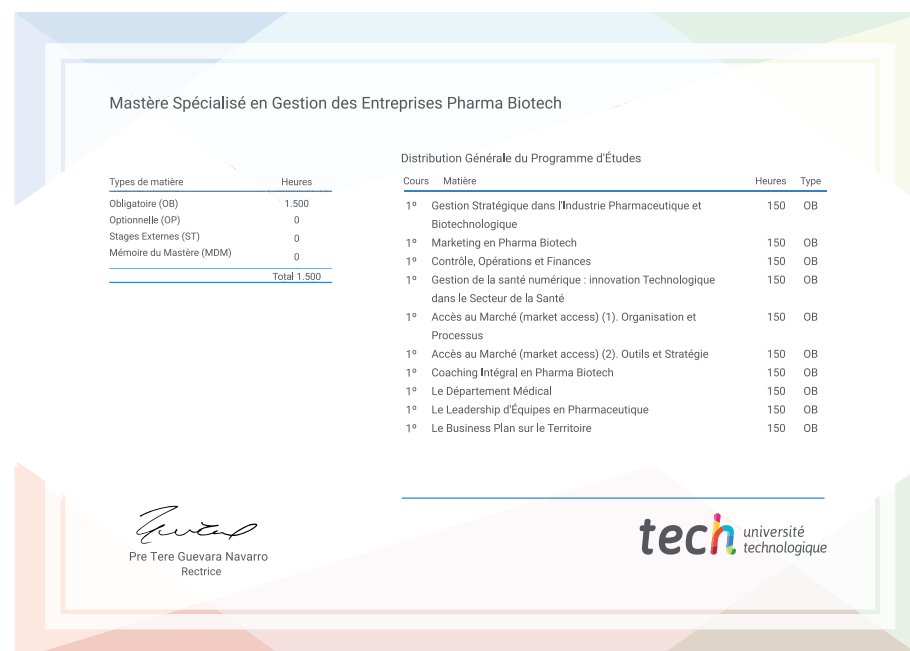 Mastère Spécialisé en Gestion des Entreprises Pharma Biotech
Types de matière Heures
Obligatoire (OB) 1.500
Optionnelle (OP) 0
Stages Externes (ST) 0
Mémoire du Mastère (MDM) 0
Total 1.500
Distribution Générale du Programme d'Études
Cours Matière Heures Type
1º Gestion Stratégique dans l'Industrie Pharmaceutique et 150 OB
Biotechnologique
1º Marketing en Pharma Biotech 150 OB
1º Contrôle, Opérations et Finances 150 OB
1º Gestion de la santé numérique : innovation Technologique 150 OB
dans le Secteur de la Santé
1º Accès au Marché (market access) (1). Organisation et 150 OB
Processus
1º Accès au Marché (market access) (2). Outils et Stratégie 150 OB
1º Coaching Intégral en Pharma Biotech 150 OB
1º Le Département Médical 150 OB
1º Le Leadership d'Équipes en Pharmaceutique 150 OB
1º Le Business Plan sur le Territoire 150 OB
Pre Tere Guevara Navarro
Rectrice
tech université
technologique